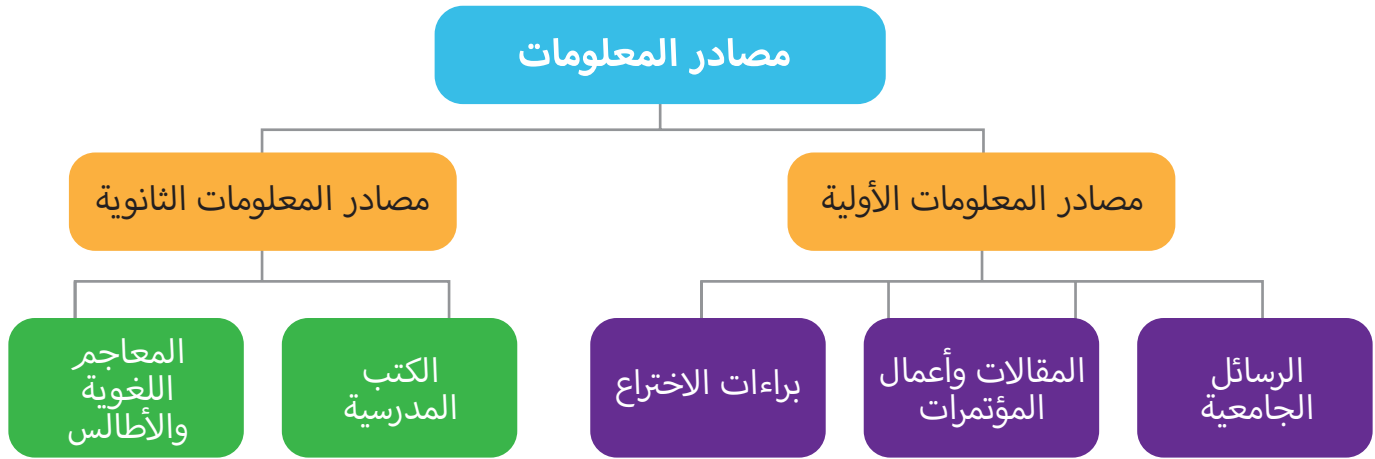 مصادر المعلومات
مصادر المعلومات الأولية
مصادر المعلومات الثانوية
الرسائل
الجامعية
المقالات وأعمال
المؤتمرات
براءات الاختراع
الكتب
المدرسية
المعاجم
اللغوية
والأطالس